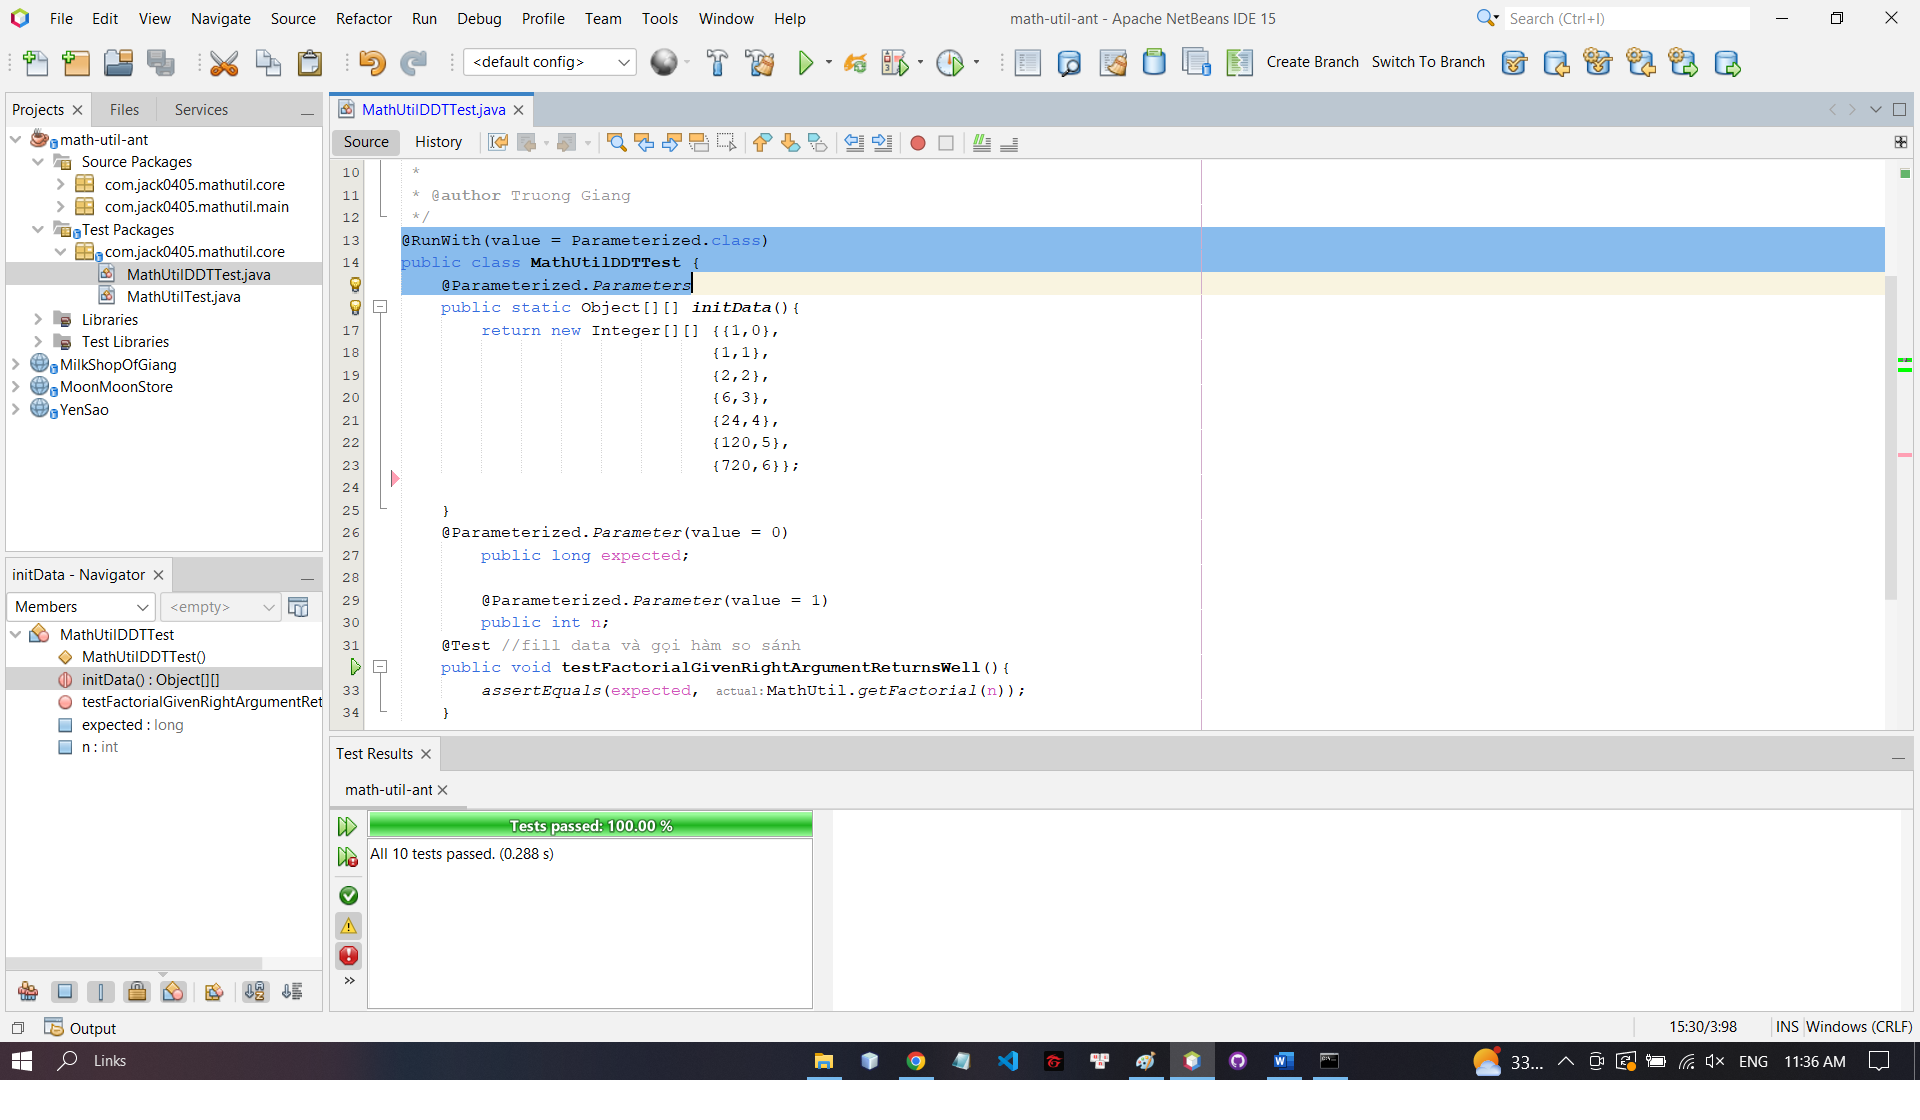 File Edit View Navigate Source Refactor Run Debug Profile Team Tools Window Help
math-util-ant - Apache NetBeans IDE 15
Search (Ctrl+I)
<default config>
Create Branch Switch To Branch
Projects Files Services
math-util-ant
Source Packages
com.jack0405.mathutil.core
com.jack0405.mathutil.main
Test Packages
com.jack0405.mathutil.core
MathUtilDDTTest.java
MathUtilTest.java
Libraries
Test Libraries
MilkShopOfGiang
MoonMoonStore
YenSao
initData - Navigator
Members <empty>
MathUtilDDTTest
MathUtilDDTTest()
initData() : Object[][]
testFactorialGivenRightArgumentRet
expected : long
n : int
MathUtilDDTTest.java
Source History
10 *
11 * @author Truong Giang
12 */
13 @RunWith(value = Parameterized.class)
14 public class MathUtilDDTTest {
@Parameterized.Parameters
public static Object[][] initData(){
17 return new Integer[][] {{1,0},
18 {1,1},
19 {2,2},
20 {6,3},
21 {24,4},
22 {120,5},
23 {720,6}};
24
25 }
26 @Parameterized.Parameter(value = 0)
27 public long expected;
28
29 @Parameterized.Parameter(value = 1)
30 public int n;
31 @Test //fill data và gọi hàm so sánh
public void testFactorialGivenRightArgumentReturnsWell(){
33 assertEquals(expected, actual:MathUtil.getFactorial(n));
34 }
Test Results
math-util-ant
Tests passed: 100.00 %
All 10 tests passed. (0.288 s)
Output
15:30/3:98 INS Windows (CRLF)
Links
33... ENG 11:36 AM